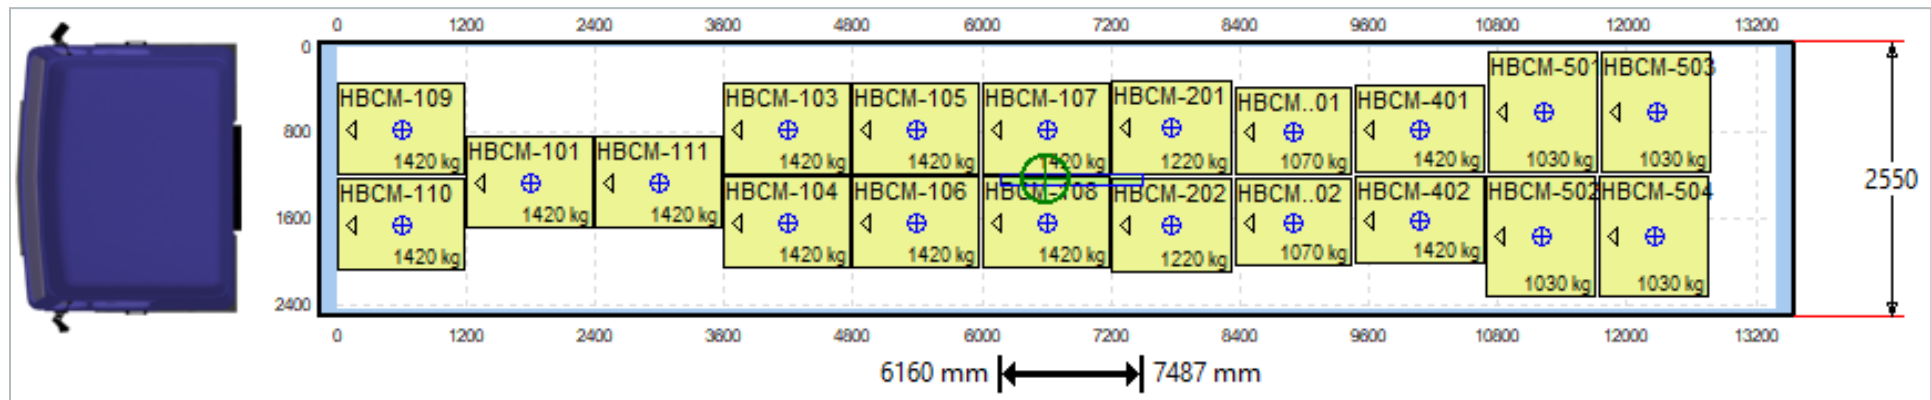 0 1200 2400 3600 4800 6000 7200 8400 9600 10800 12000 13200
0
HBCM-501 HBCM-503
HBCM-109 HBCM-103 HBCM-105 HBCM-107 HBCM-201 HBCM..01 HBCM-401
800
1420 kg 1420 kg 1420 kg 1420 kg 1220 kg 1070 kg 1420 kg 1030 kg 1030 kg
HBCM-101 HBCM-111
2550
HBCM-110 HBCM-104 HBCM-106 HBCM-108 HBCM-202 HBCM..02 HBCM-402 HBCM-502 HBCM-504
1600
1420 kg 1420 kg
1420 kg 1420 kg 1420 kg 1420 kg 1220 kg 1070 kg 1420 kg 1030 kg 1030 kg
2400
0 1200 2400 3600 4800 6000 7200 8400 9600 10800 12000 13200
6160 mm 7487 mm